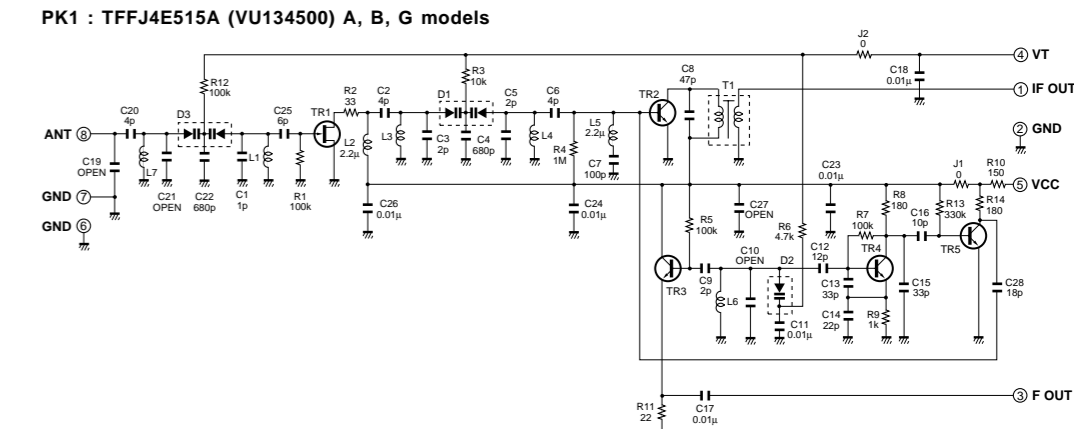 PK1 : TFFJ4E515A (VU134500) A, B, G models
J2
0
4 VT
R12
100k
R3
10k
C8
47p
T1
C18
0.01μ
1 IF OUT
C20
4p
D3
C25
6p
TR1
R2
33
C2
4p
D1
C5
2p
C6
4p
TR2
ANT 8
2 GND
C19
OPEN
L7
C21
OPEN
C22
680p
C1
1p
L1
R1
100k
L2
2.2μ
L3
C3
2p
C4
680p
L4
R4
1M
L5
2.2μ
C7
100p
C23
0.01μ
J1
0
R10
150
5 VCC
GND 7
GND 6
C26
0.01μ
C24
0.01μ
R5
100k
C27
OPEN
R6
4.7k
R8
180
R7
100k
C16
10p
R13
330k
R14
180
C10
OPEN
D2
C12
12p
TR4
TR5
TR3
C9
2p
L6
C11
0.01μ
C13
33p
C14
22p
R9
1k
C15
33p
C28
18p
3 F OUT
R11
22
C17
0.01μ